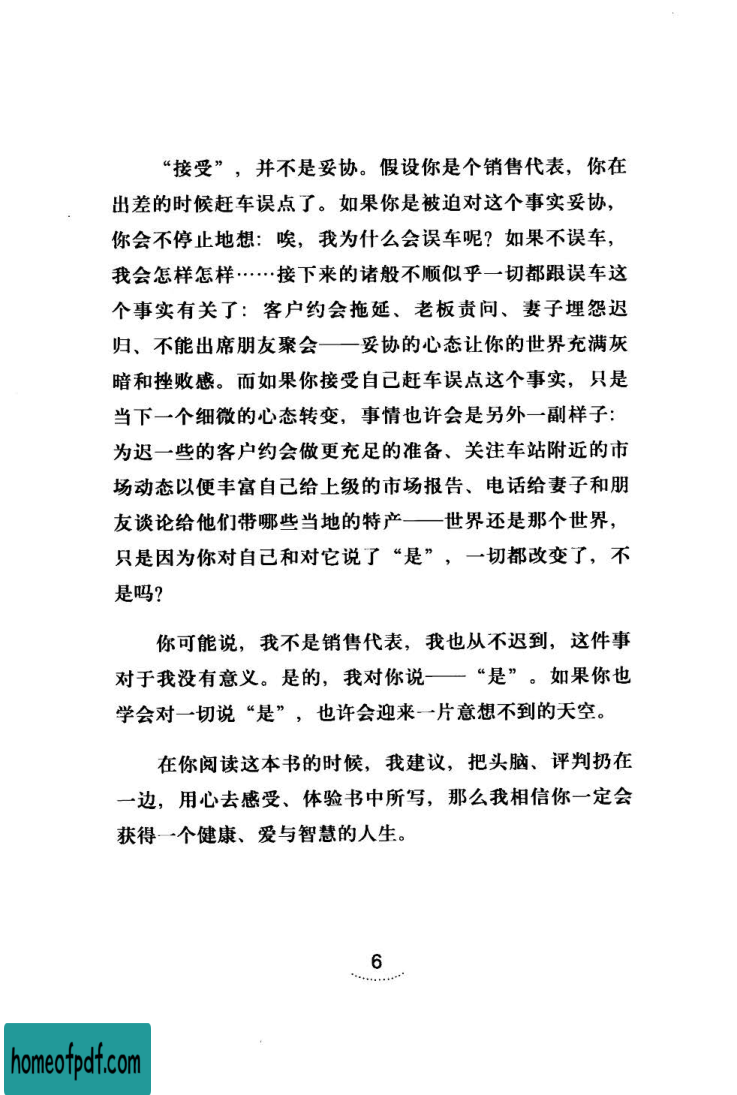 “接受”，并不是妥协。假设你是个销售代表，你在
出差的时候赶车误点了。如果你是被迫对这个事实妥协，
你会不停止地想：唉，我为什么会误车呢？如果不误车，
我会怎样怎样……接下来的诸般不顺似乎一切都跟误车这
个事实有关了：客户约会拖延、老板责问、妻子埋怨迟
归、不能出席朋友聚会——妥协的心态让你的世界充满灰
暗和挫败感。而如果你接受自己赶车误点这个事实，只是
当下一个细微的心态转变，事情也许会是另外一副样子：
为迟一些的客户约会做更充足的准备、关注车站附近的市
场动态以便丰富自己给上级的市场报告、电话给妻子和朋
友谈论给他们带哪些当地的特产——世界还是那个世界，
只是因为你对自己和对它说了“是”，一切都改变了，不
是吗？
你可能说，我不是销售代表，我也从不迟到，这件事
对于我没有意义。是的，我对你说——“是”。如果你也
学会对一切说“是”，也许会迎来一片意想不到的天空。
在你阅读这本书的时候，我建议，把头脑、评判扔在
一边，用心去感受、体验书中所写，那么我相信你一定会
获得一个健康、爱与智慧的人生。
6
homeofpdf.com